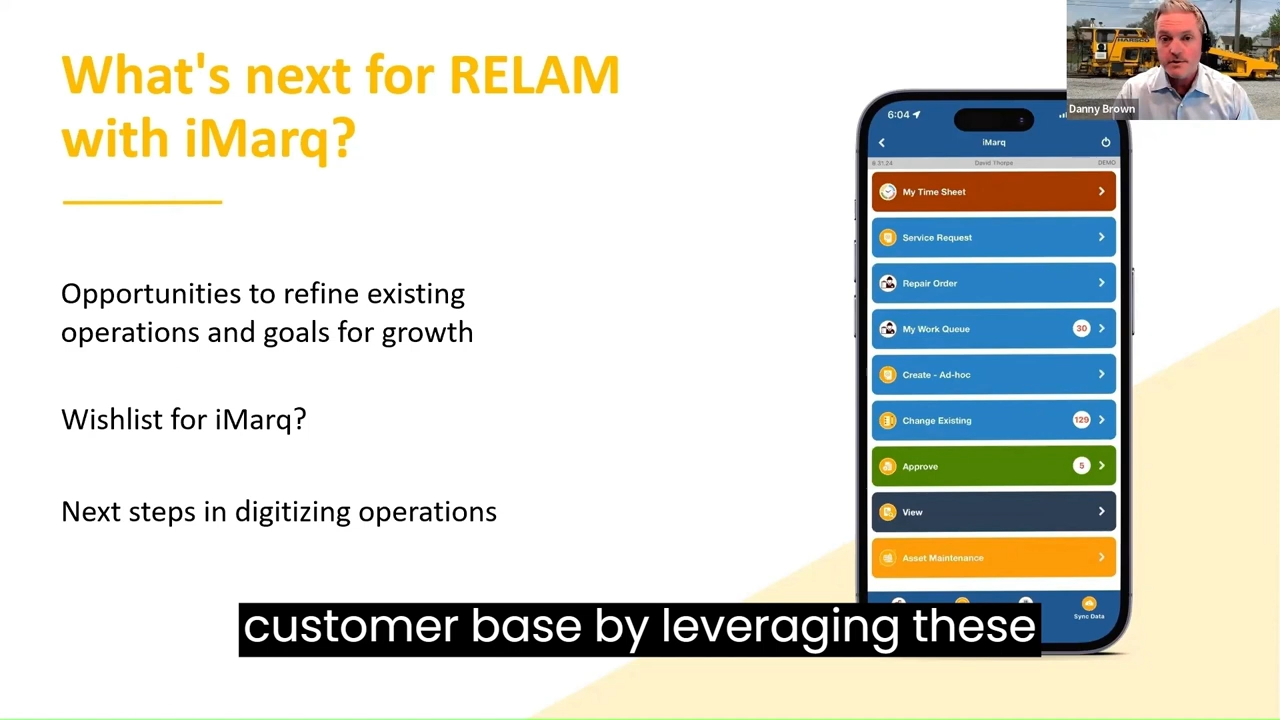 What's next for RELAM
with iMarq?
Opportunities to refine existing
operations and goals for growth
Wishlist for iMarq?
Next steps in digitizing operations
Danny Brown
6:04
iMarq
8.31.24 David Thorpe DEMO
My Time Sheet
Service Request
Repair Order
My Work Queue 30
Create - Ad-hoc
Change Existing 129
Approve 5
View
Asset Maintenance
Sync Data
customer base by leveraging these